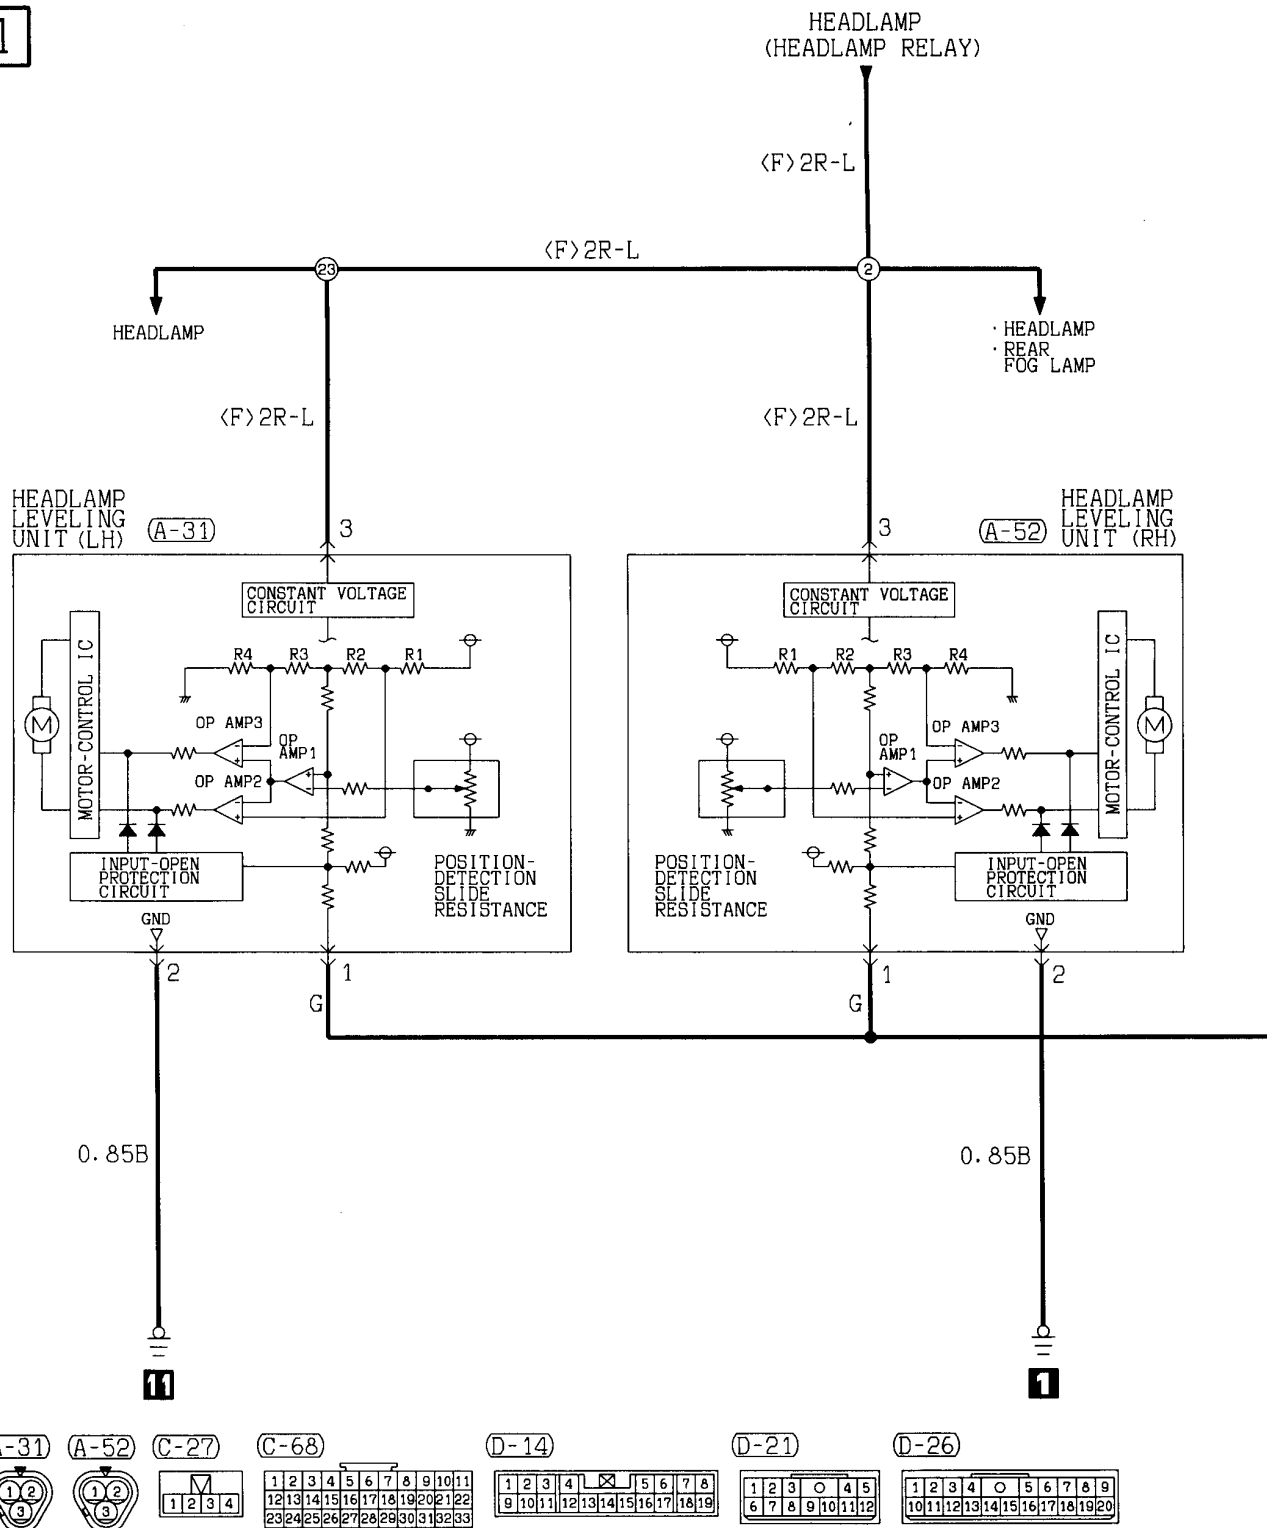 1
HEADLAMP
(HEADLAMP RELAY)
<F>2R-L
<F>2R-L
23
2
HEADLAMP
· HEADLAMP
· REAR
FOG LAMP
<F>2R-L
<F>2R-L
HEADLAMP
LEVELING
UNIT (LH)
A-31
3
3
A-52
HEADLAMP
LEVELING
UNIT (RH)
CONSTANT VOLTAGE
CIRCUIT
CONSTANT VOLTAGE
CIRCUIT
R4 R3 R2 R1
R1 R2 R3 R4
MOTOR-CONTROL IC
M
OP AMP3
OP
AMP1
OP AMP2
OP AMP3
OP
AMP1
OP AMP2
MOTOR-CONTROL IC
M
INPUT-OPEN
PROTECTION
CIRCUIT
POSITION-
DETECTION
SLIDE
RESISTANCE
POSITION-
DETECTION
SLIDE
RESISTANCE
INPUT-OPEN
PROTECTION
CIRCUIT
GND
GND
2
1
1
2
G
G
0.85B
0.85B
11
1
A-31 A-52 C-27 C-68 D-14 D-21 D-26
1 2
3
1 2
3
1 2 3 4
1 2 3 4 5 6 7 8 9 10 11
12 13 14 15 16 17 18 19 20 21 22
23 24 25 26 27 28 29 30 31 32 33
1 2 3 4 5 6 7 8
9 10 11 12 13 14 15 16 17 18 19
1 2 3 4 5
6 7 8 9 10 11 12
1 2 3 4 5 6 7 8 9
10 11 12 13 14 15 16 17 18 19 20